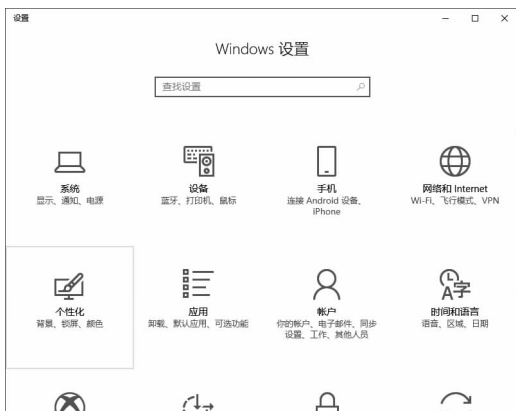 设置
Windows 设置
查找设置
系统
显示、通知、电源
设备
蓝牙、打印机、鼠标
手机
连接 Android 设备、
iPhone
网络和 Internet
Wi-Fi、飞行模式、VPN
个性化
背景、锁屏、颜色
应用
卸载、默认应用、可选功能
帐户
你的帐户、电子邮件、同步
设置、工作、其他人员
时间和语言
语音、区域、日期